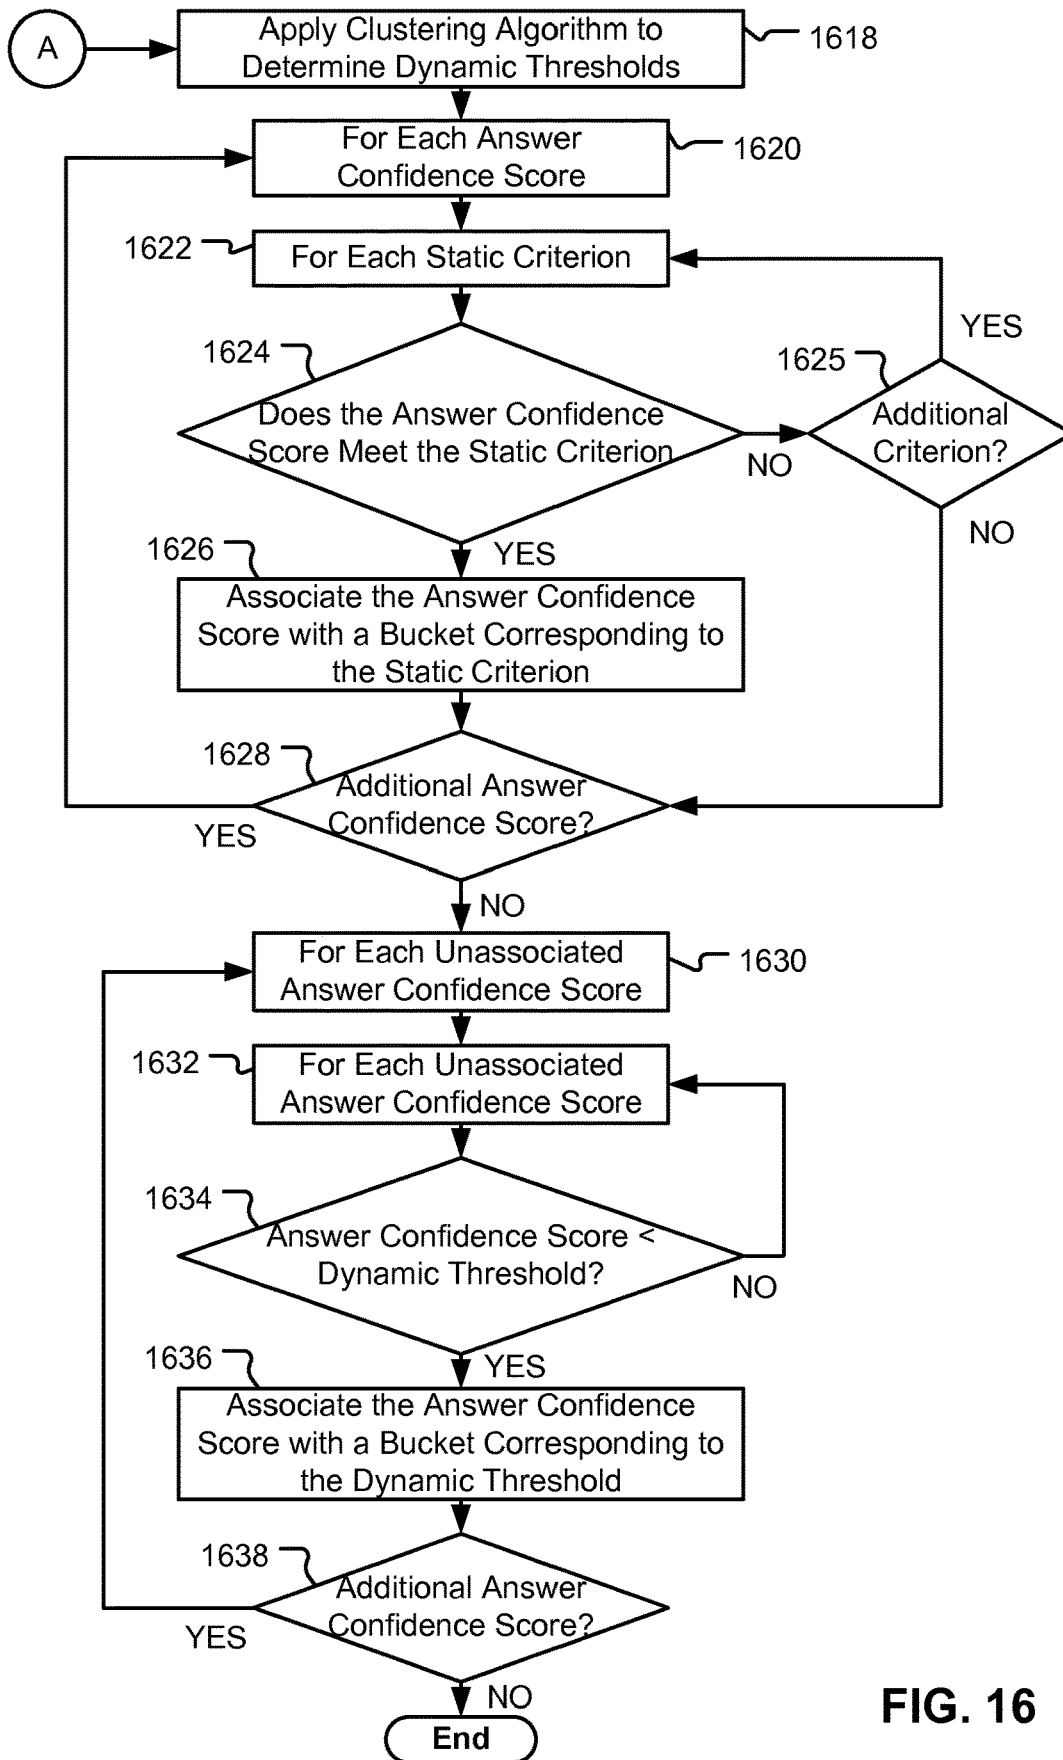 A
Apply Clustering Algorithm to
Determine Dynamic Thresholds
1618
For Each Answer
Confidence Score
1620
1622
For Each Static Criterion
YES
1624
1625
Does the Answer Confidence
Score Meet the Static Criterion
NO
Additional
Criterion?
NO
YES
1626
Associate the Answer Confidence
Score with a Bucket Corresponding to
the Static Criterion
1628
Additional Answer
Confidence Score?
YES
NO
For Each Unassociated
Answer Confidence Score
1630
1632
For Each Unassociated
Answer Confidence Score
1634
Answer Confidence Score <
Dynamic Threshold?
NO
YES
1636
Associate the Answer Confidence
Score with a Bucket Corresponding to
the Dynamic Threshold
1638
Additional Answer
Confidence Score?
YES
NO
End
FIG. 16